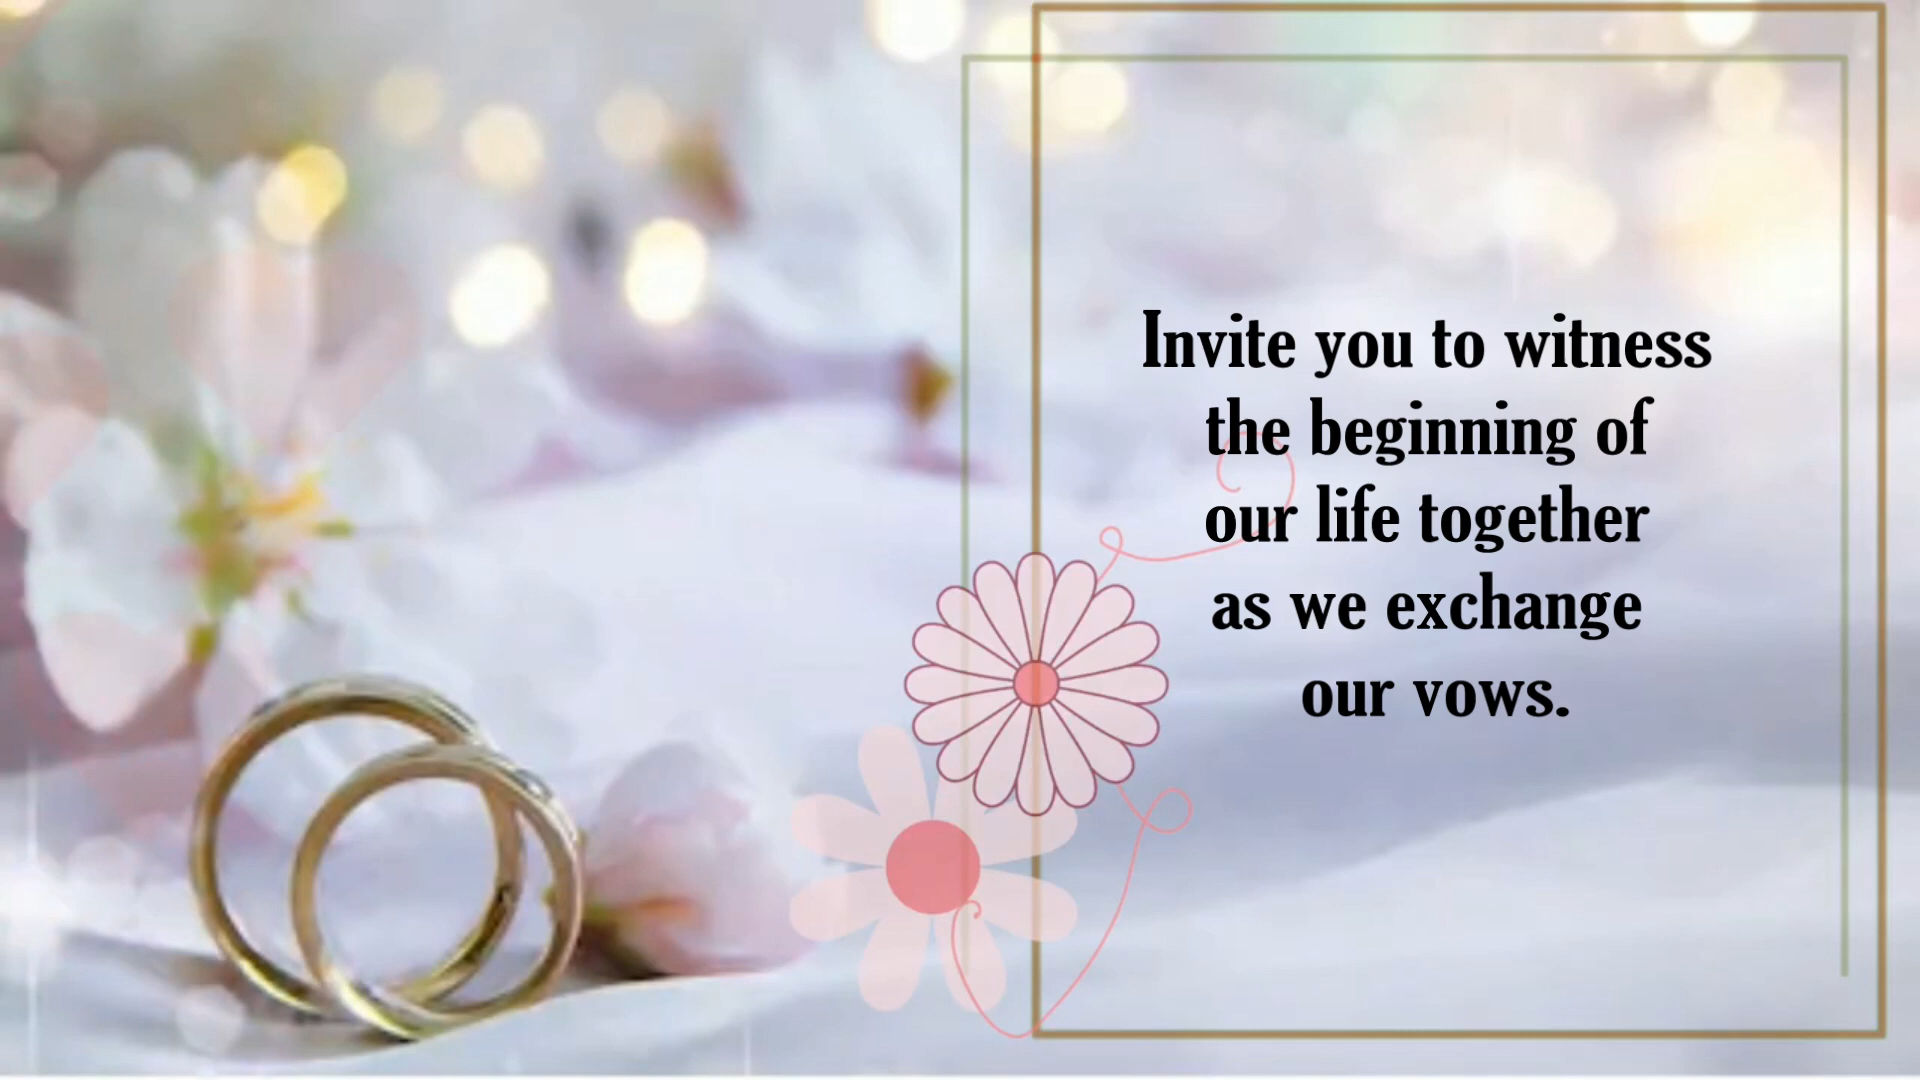 Invite you to witness
the beginning of
our life together
as we exchange
our vows.